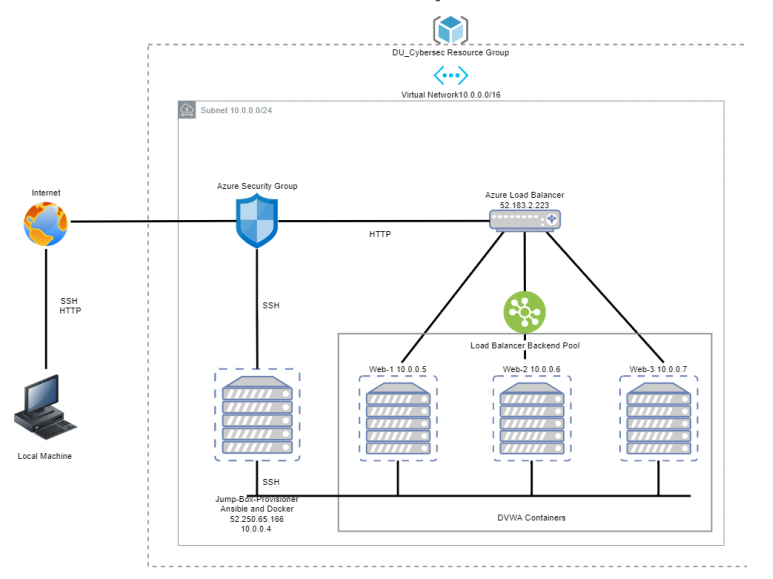 DU_Cybersec Resource Group
Virtual Network10.0.0.0/16
Subnet 10.0.0.0/24
Internet
Azure Security Group
Azure Load Balancer
52.183.2.223
HTTP
SSH
HTTP
SSH
Load Balancer Backend Pool
Web-1 10.0.0.5
Web-2 10.0.0.6
Web-3 10.0.0.7
Local Machine
SSH
Jump-Box-Provisioner
Ansible and Docker
52.250.65.166
10.0.0.4
DVWA Containers